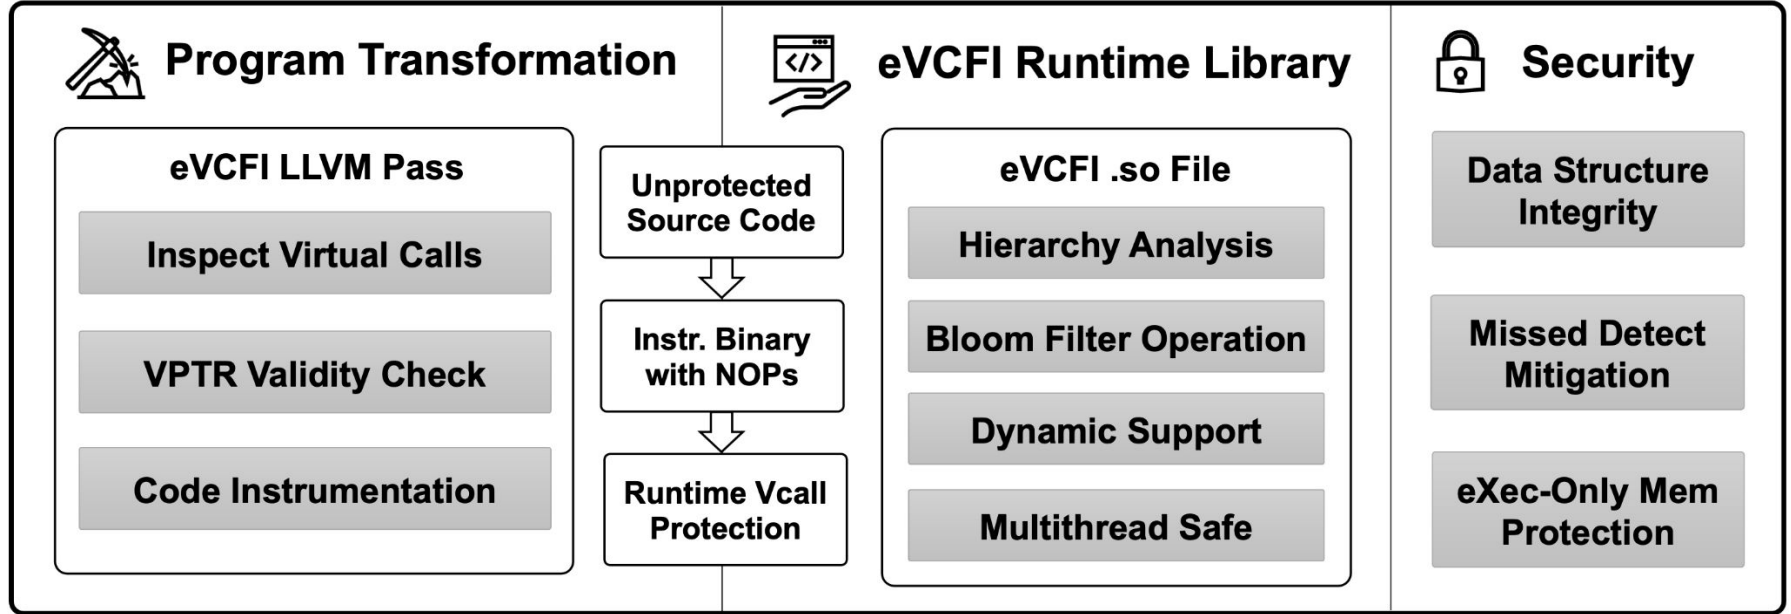 Program Transformation
eVCFI LLVM Pass
Inspect Virtual Calls
VPTR Validity Check
Code Instrumentation
Unprotected
Source Code
Instr. Binary
with NOPs
Runtime Vcall
Protection
</>
eVCFI Runtime Library
eVCFI .so File
Hierarchy Analysis
Bloom Filter Operation
Dynamic Support
Multithread Safe
Security
Data Structure
Integrity
Missed Detect
Mitigation
eXec-Only Mem
Protection